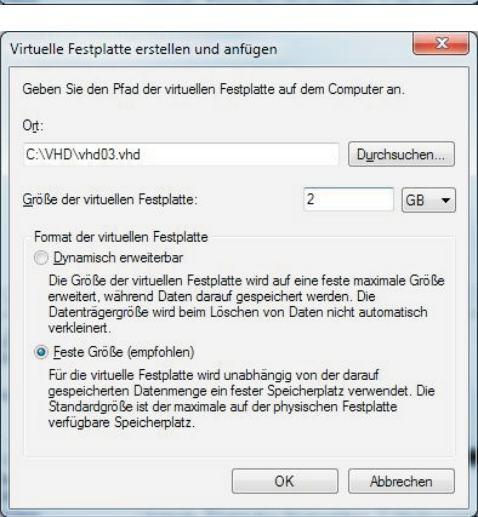 Virtuelle Festplatte erstellen und anfügen
Geben Sie den Pfad der virtuellen Festplatte auf dem Computer an.
Ort:
C:\VHD\vhd03.vhd
Durchsuchen...
Größe der virtuellen Festplatte:
2
GB
Format der virtuellen Festplatte
Dynamisch erweiterbar
Die Größe der virtuellen Festplatte wird auf eine feste maximale Größe
erweitert, während Daten darauf gespeichert werden. Die
Datenträgergröße wird beim Löschen von Daten nicht automatisch
verkleinert.
Feste Größe (empfohlen)
Für die virtuelle Festplatte wird unabhängig von der darauf
gespeicherten Datenmenge ein fester Speicherplatz verwendet. Die
Standardgröße ist der maximale auf der physischen Festplatte
verfügbare Speicherplatz.
OK
Abbrechen